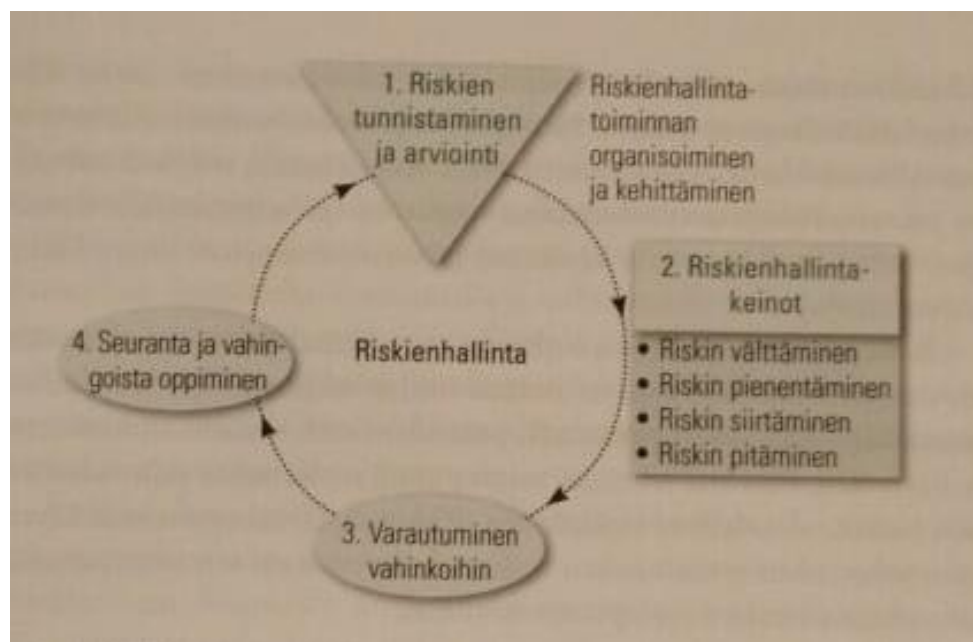 1. Riskien
tunnistaminen
ja arviointi
Riskienhallinta-
toiminnan
organisoiminen
ja kehittäminen
2. Riskienhallinta-
keinot
• Riskin välttäminen
• Riskin pienentäminen
• Riskin siirtäminen
• Riskin pitäminen
Riskienhallinta
3. Varautuminen
vahinkoihin
4. Seuranta ja vahin-
goista oppiminen